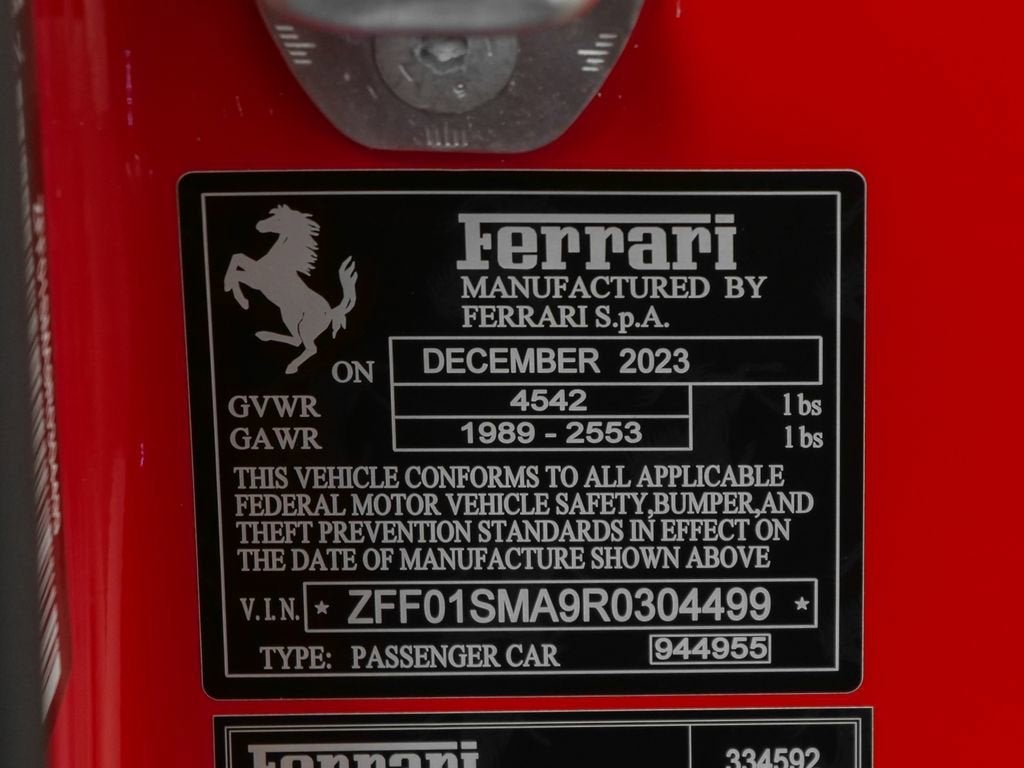 Ferrari
MANUFACTURED BY
FERRARI S.p.A.
ON DECEMBER 2023
GVWR 4542 lbs
GAWR 1989 - 2553 lbs
THIS VEHICLE CONFORMS TO ALL APPLICABLE
FEDERAL MOTOR VEHICLE SAFETY,BUMPER,AND
THEFT PREVENTION STANDARDS IN EFFECT ON
THE DATE OF MANUFACTURE SHOWN ABOVE
V.I.N. * ZFF01SMA9R0304499 *
TYPE: PASSENGER CAR 944955
Ferrari 334592